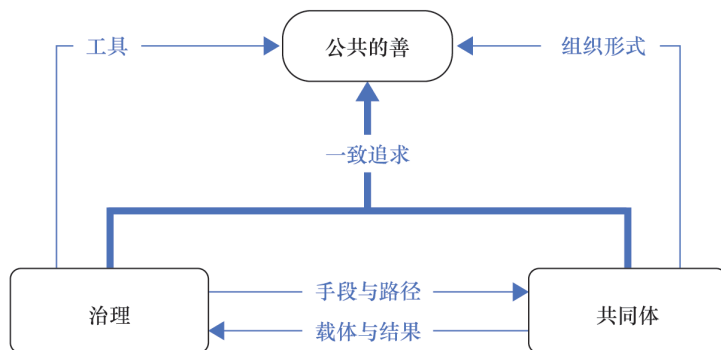 公共的善
工具
组织形式
一致追求
手段与路径
治理
共同体
载体与结果